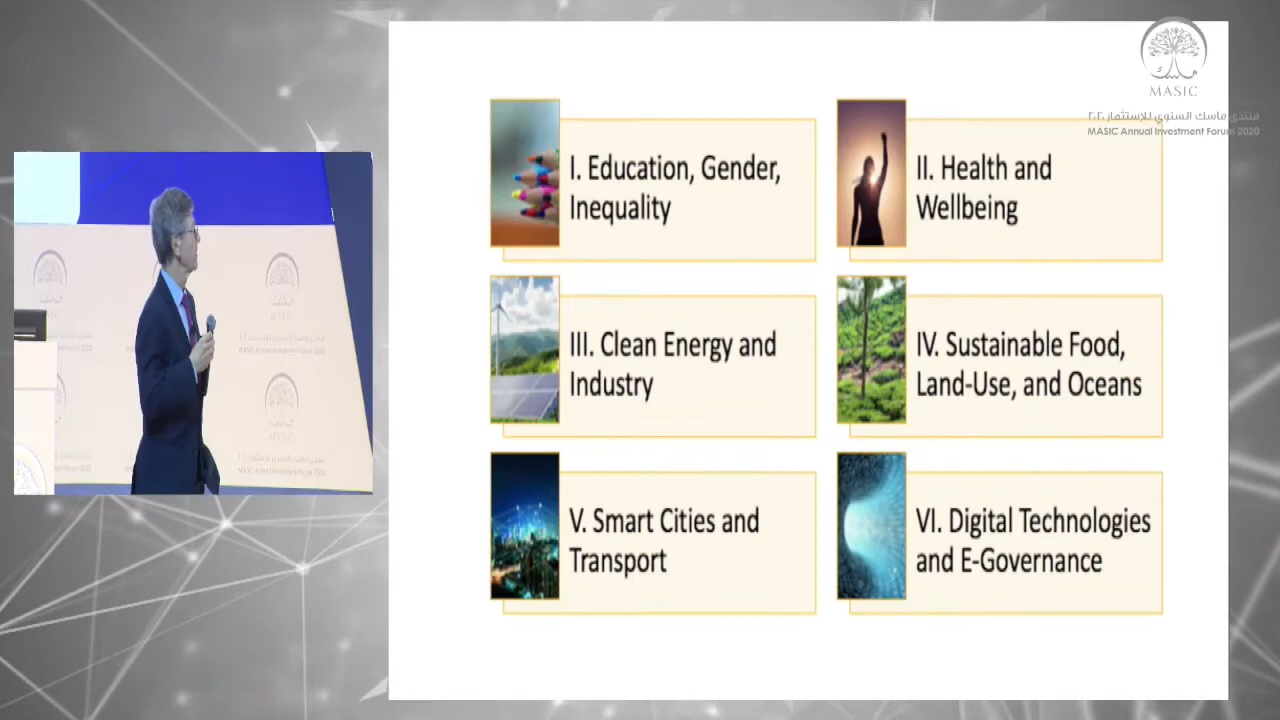 MASIC
منتدى ماسك السنوي للإستثمار ٢٠٢٠
MASIC Annual Investment Forum 2020
I. Education, Gender,
Inequality
II. Health and
Wellbeing
III. Clean Energy and
Industry
IV. Sustainable Food,
Land-Use, and Oceans
V. Smart Cities and
Transport
VI. Digital Technologies
and E-Governance